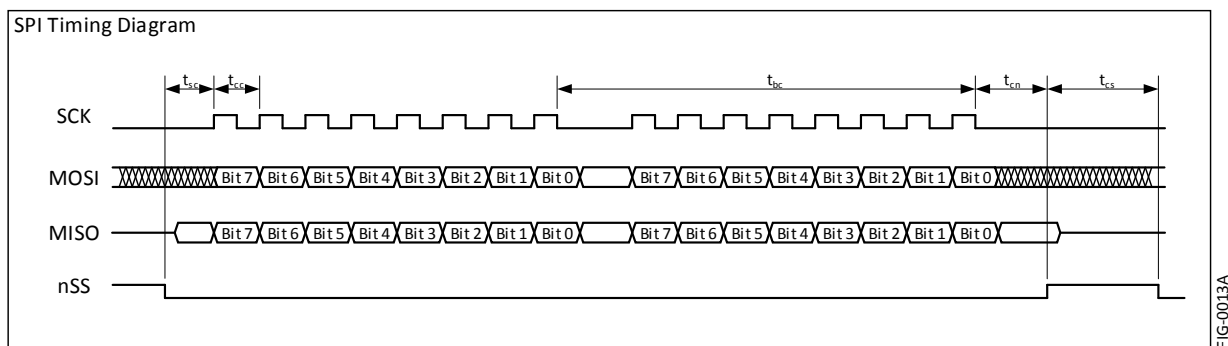 SPI Timing Diagram
tsc tcc tbc tcn tcs
SCK
MOSI Bit 7 Bit 6 Bit 5 Bit 4 Bit 3 Bit 2 Bit 1 Bit 0 Bit 7 Bit 6 Bit 5 Bit 4 Bit 3 Bit 2 Bit 1 Bit 0
MISO Bit 7 Bit 6 Bit 5 Bit 4 Bit 3 Bit 2 Bit 1 Bit 0 Bit 7 Bit 6 Bit 5 Bit 4 Bit 3 Bit 2 Bit 1 Bit 0
nSS
FIG-0013A